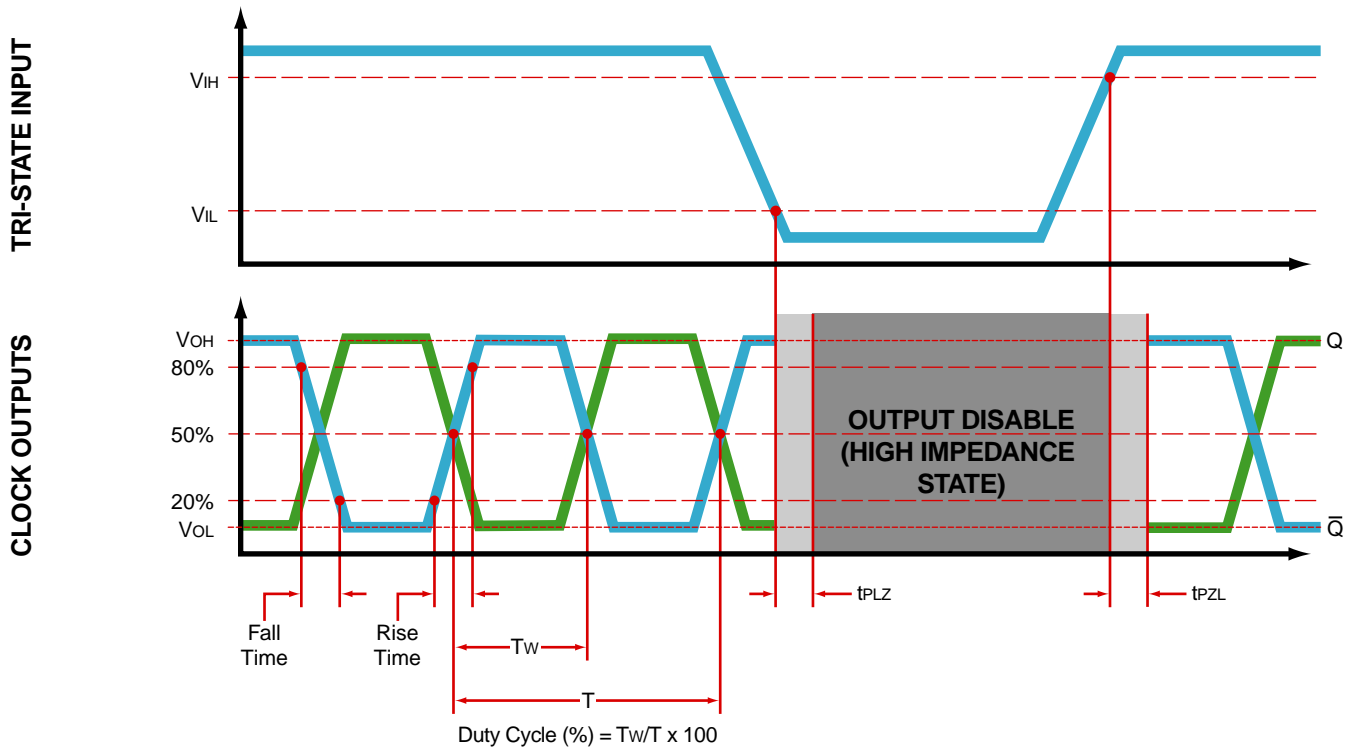 TRI-STATE INPUT
VIH
VIL
CLOCK OUTPUTS
VOH
80%
50%
20%
VOL
Q
Q̅
OUTPUT DISABLE
(HIGH IMPEDANCE
STATE)
tPLZ
tPZL
Fall
Time
Rise
Time
TW
T
Duty Cycle (%) = TW/T x 100